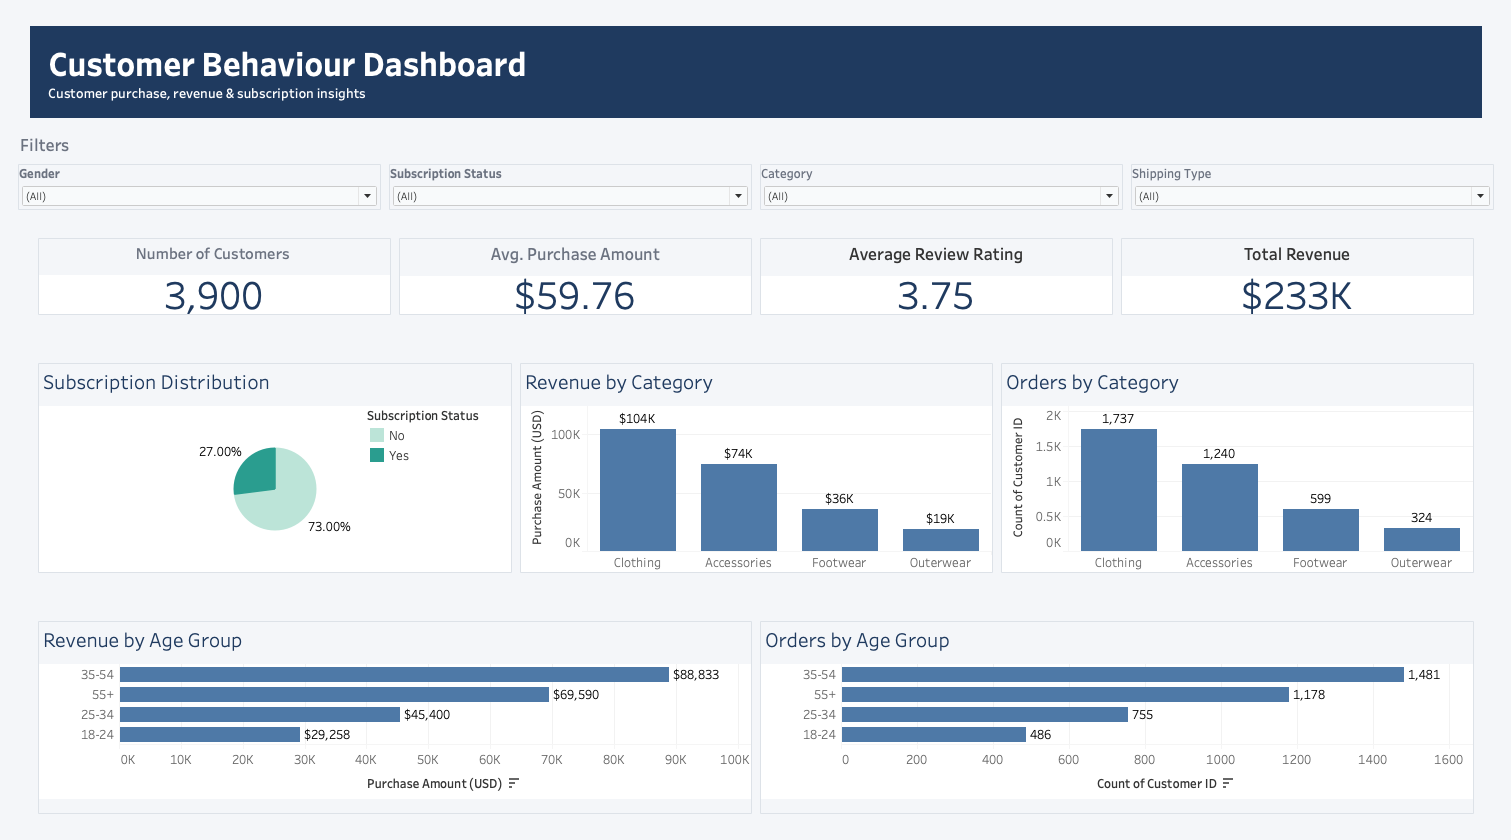 Customer Behaviour Dashboard
Customer purchase, revenue & subscription insights
Filters
Gender
(All)
Subscription Status
(All)
Category
(All)
Shipping Type
(All)
Number of Customers
3,900
Avg. Purchase Amount
$59.76
Average Review Rating
3.75
Total Revenue
$233K
Subscription Distribution
Subscription Status
No
Yes
27.00%
73.00%
Revenue by Category
Purchase Amount (USD)
100K
50K
0K
$104K
$74K
$36K
$19K
Clothing
Accessories
Footwear
Outerwear
Orders by Category
Count of Customer ID
2K
1.5K
1K
0.5K
0K
1,737
1,240
599
324
Clothing
Accessories
Footwear
Outerwear
Revenue by Age Group
35-54 $88,833
55+ $69,590
25-34 $45,400
18-24 $29,258
0K 10K 20K 30K 40K 50K 60K 70K 80K 90K 100K
Purchase Amount (USD)
Orders by Age Group
35-54 1,481
55+ 1,178
25-34 755
18-24 486
0 200 400 600 800 1000 1200 1400 1600
Count of Customer ID